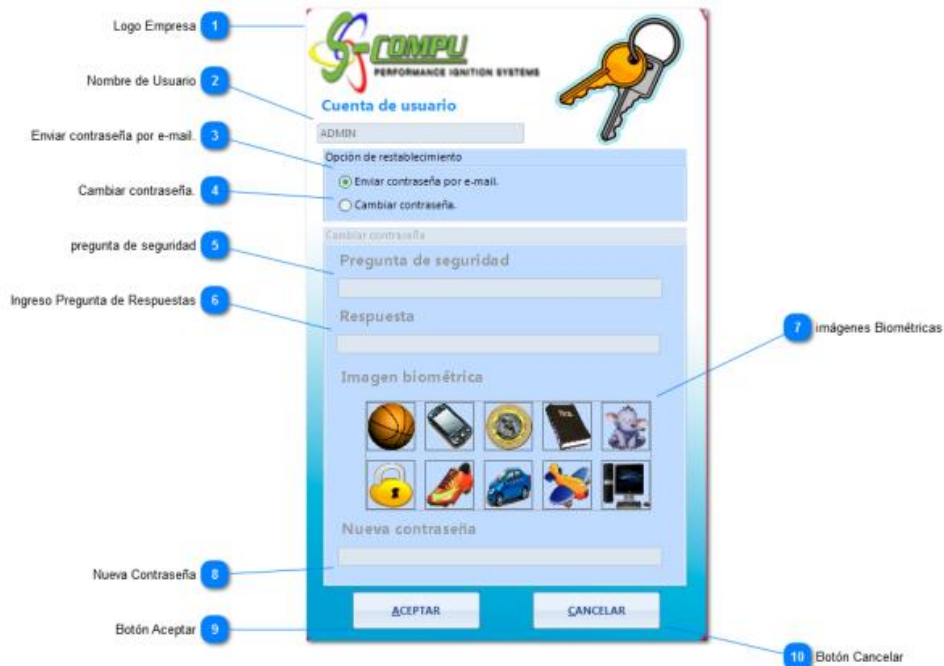 Logo Empresa 1
COMPU
PERFORMANCE IGNITION SYSTEMS
Nombre de Usuario 2
Cuenta de usuario
ADMIN
Enviar contraseña por e-mail. 3
Opción de restablecimiento
Enviar contraseña por e-mail.
Cambiar contraseña. 4
Cambiar contraseña.
Cambiar contraseña
pregunta de seguridad 5
Pregunta de seguridad
Ingreso Pregunta de Respuestas 6
Respuesta
7 imágenes Biométricas
Imagen biométrica
Nueva contraseña
Nueva Contraseña 8
ACEPTAR
CANCELAR
Botón Aceptar 9
10 Botón Cancelar